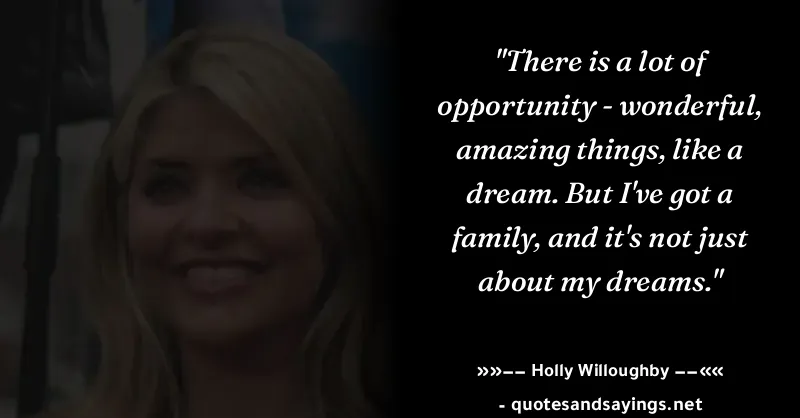 "There is a lot of
opportunity - wonderful,
amazing things, like a
dream. But I've got a
family, and it's not just
about my dreams."
»»−− Holly Willoughby −−««
- quotesandsayings.net